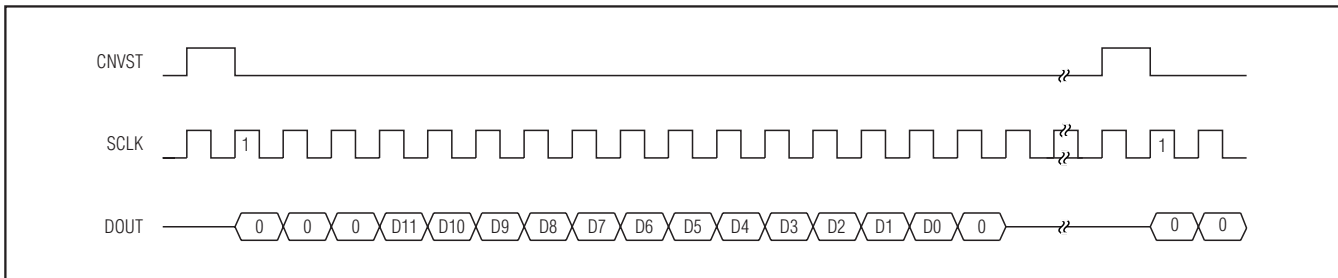 CNVST
SCLK 1 1
DOUT 0 0 0 D11 D10 D9 D8 D7 D6 D5 D4 D3 D2 D1 D0 0 0 0